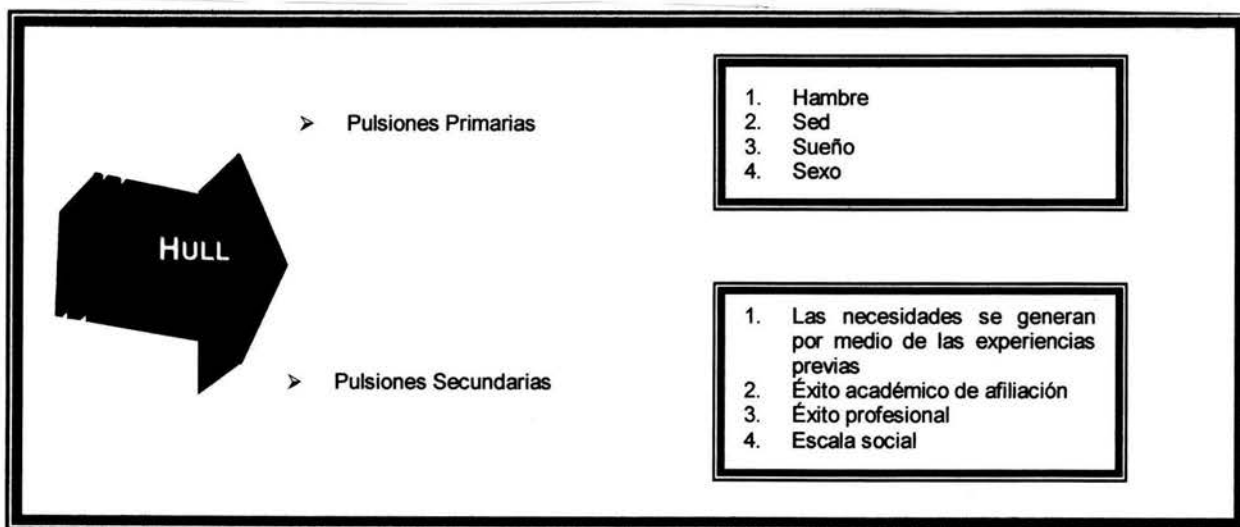 HULL
➢ Pulsiones Primarias
1. Hambre
2. Sed
3. Sueño
4. Sexo
➢ Pulsiones Secundarias
1. Las necesidades se generan
por medio de las experiencias
previas
2. Éxito académico de afiliación
3. Éxito profesional
4. Escala social